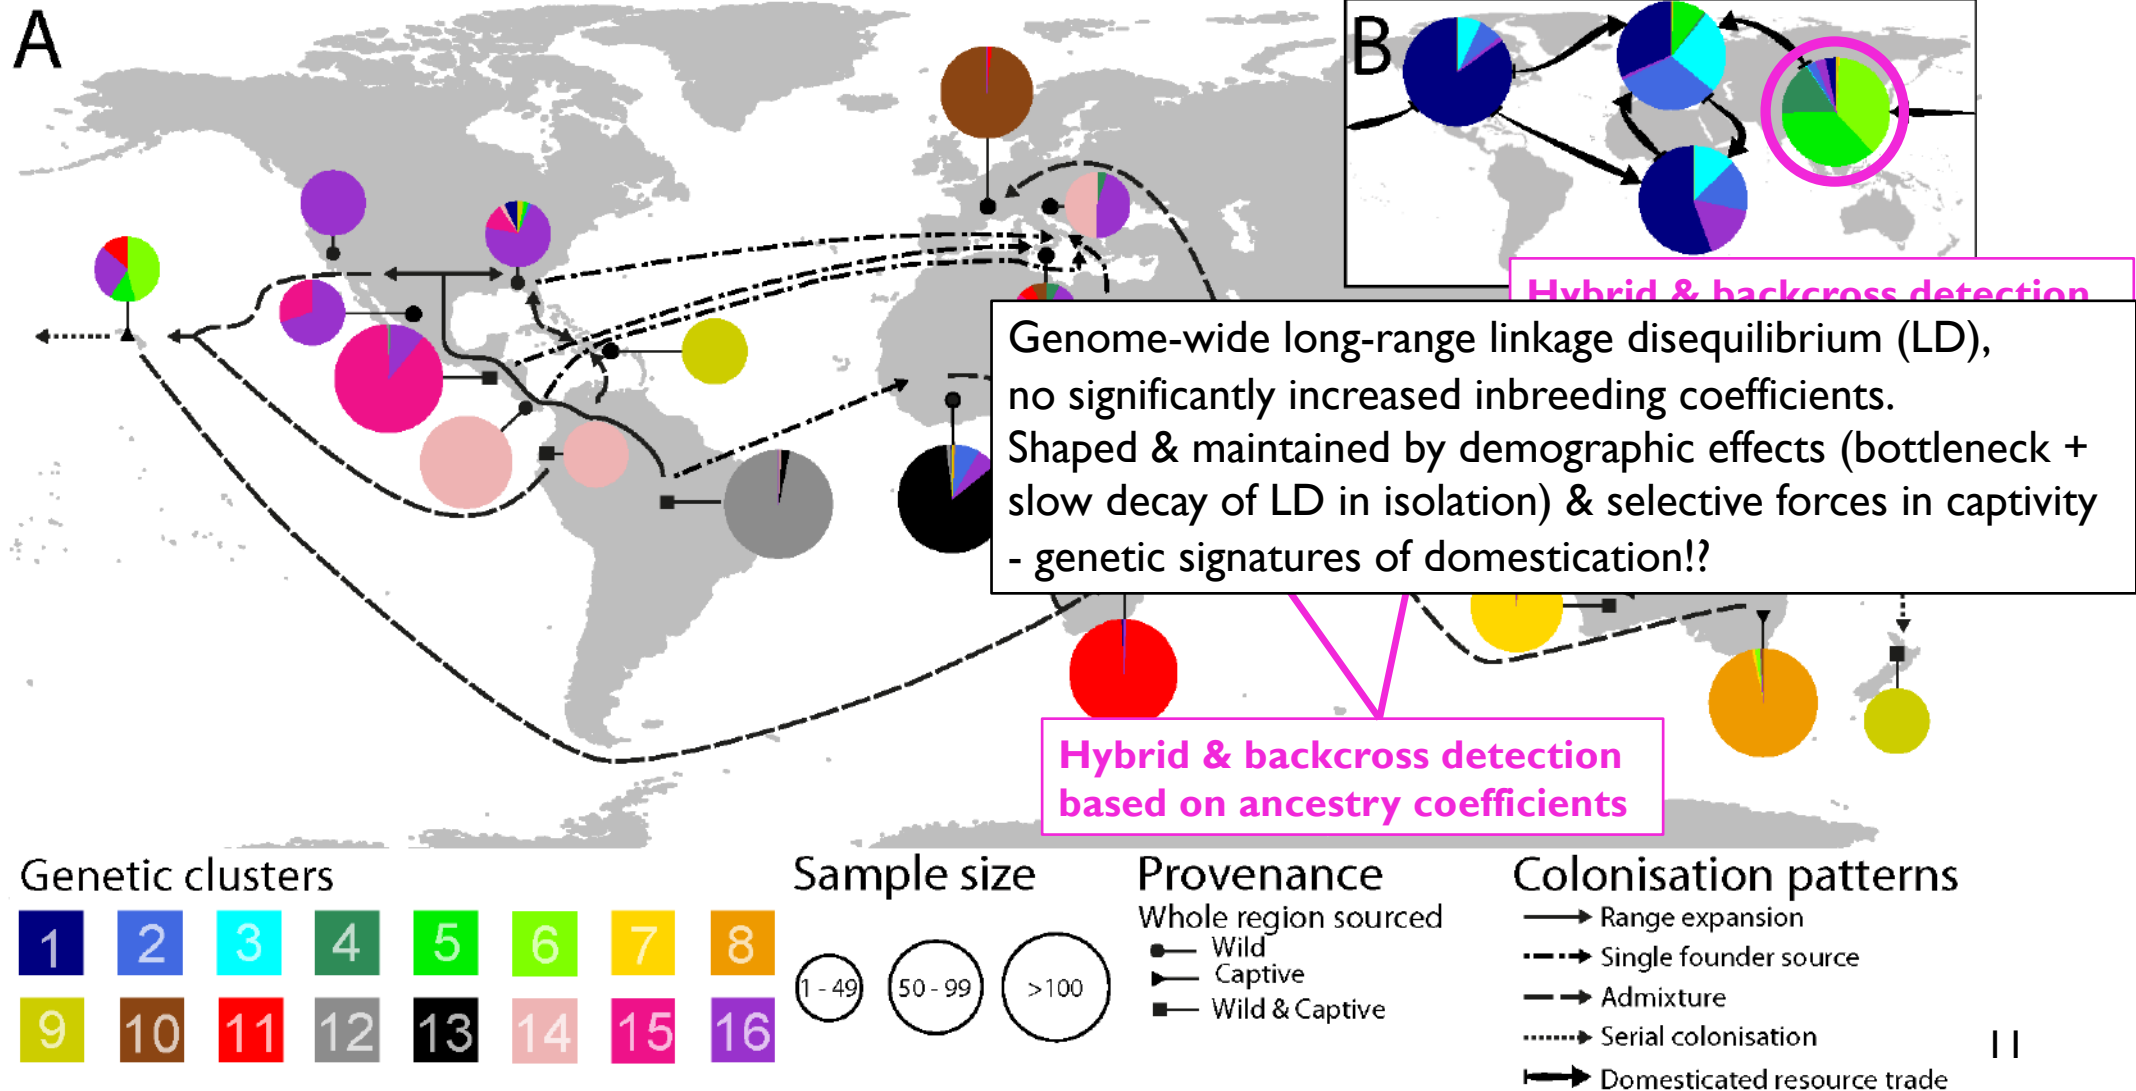 A
B
Hybrid & backcross detection
Genome-wide long-range linkage disequilibrium (LD),
no significantly increased inbreeding coefficients.
Shaped & maintained by demographic effects (bottleneck +
slow decay of LD in isolation) & selective forces in captivity
- genetic signatures of domestication!?
Hybrid & backcross detection
based on ancestry coefficients
Genetic clusters
1 2 3 4 5 6 7 8
9 10 11 12 13 14 15 16
Sample size
1 - 49 50 - 99 >100
Provenance
Whole region sourced
Wild
Captive
Wild & Captive
Colonisation patterns
Range expansion
Single founder source
Admixture
Serial colonisation
Domesticated resource trade
11